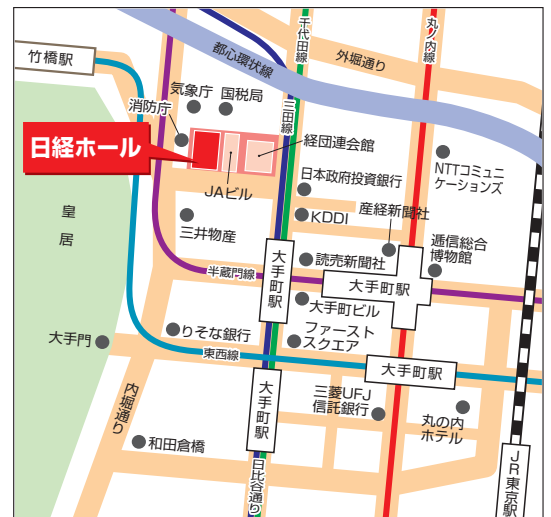 竹橋駅
都心環状線
千代田線
外堀通り
丸ノ内線
気象庁
国税局
三田線
消防庁
日経ホール
経団連会館
JAビル
日本政府投資銀行
NTTコミュニ
ケーションズ
皇居
三井物産
KDDI
産経新聞社
逓信総合
博物館
読売新聞社
半蔵門線
大手町駅
大手町駅
大手町ビル
大手門
りそな銀行
ファースト
スクエア
東西線
大手町駅
大手町駅
内堀通り
三菱UFJ
信託銀行
丸の内
ホテル
和田倉橋
日比谷通り
JR東京駅